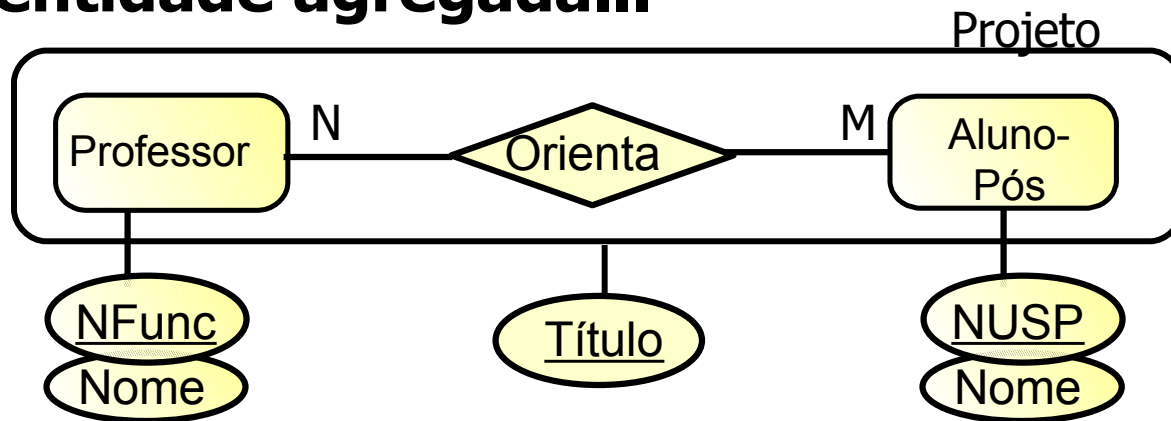 entidade agregada...
Projeto
Professor
N
Orienta
M
Aluno-
Pós
NFunc
Nome
Título
NUSP
Nome